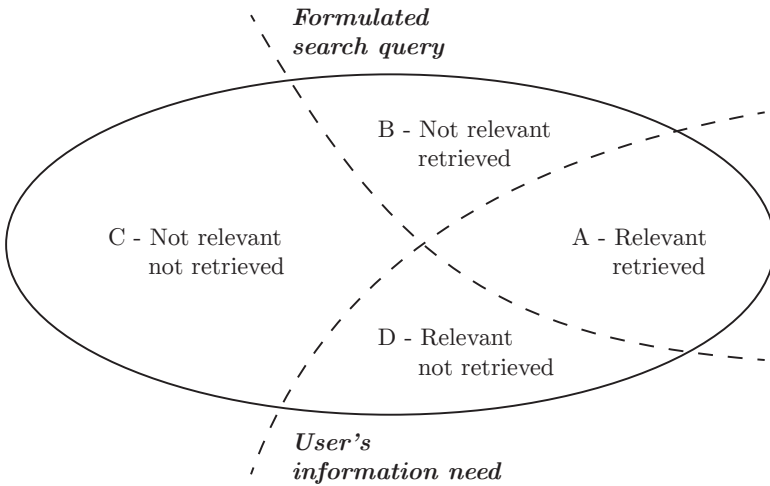 Formulated
search query
B - Not relevant
retrieved
C - Not relevant
not retrieved
A - Relevant
retrieved
D - Relevant
not retrieved
User's
information need